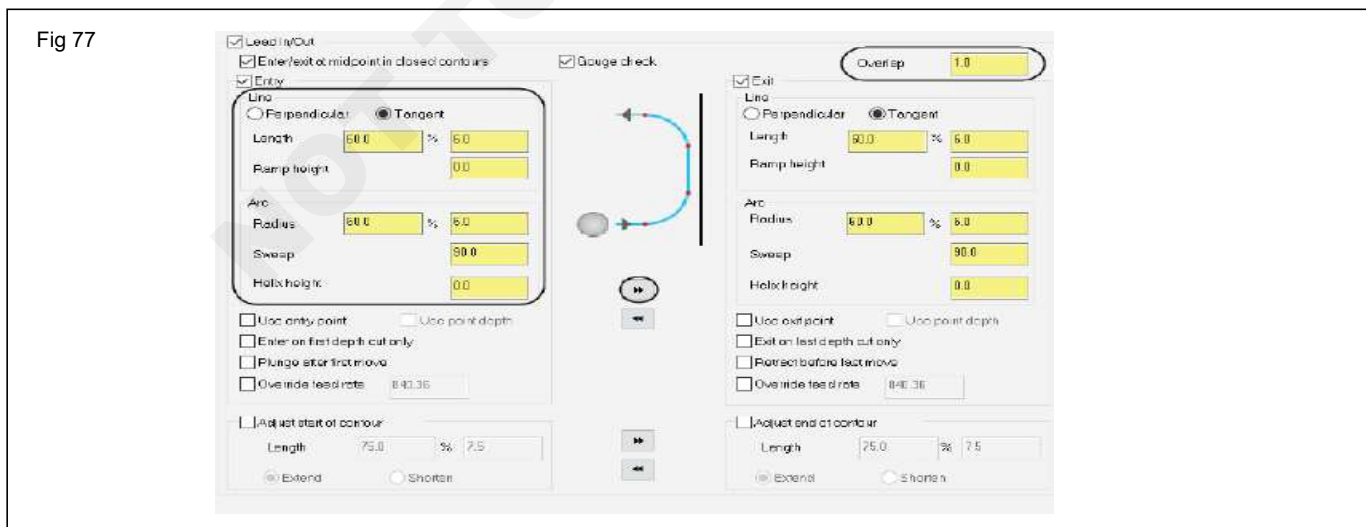 Fig 77
Lead In/Out
Enter/exit at midpoint in closed contours
Gouge check
Overlap 1.0
Entry
Line
Perpendicular Tangent
Length 60.0 % 6.0
Ramp height 0.0
Arc
Radius 60.0 % 6.0
Sweep 90.0
Helix height 0.0
Use entry point Use point depth
Enter on first depth cut only
Plunge after first move
Override feed rate 840.36
Adjust start of contour
Length 75.0 % 7.5
Extend Shorten
Exit
Line
Perpendicular Tangent
Length 60.0 % 6.0
Ramp height 0.0
Arc
Radius 60.0 % 6.0
Sweep 90.0
Helix height 0.0
Use exit point Use point depth
Exit on last depth cut only
Retract before last move
Override feed rate 840.36
Adjust end of contour
Length 75.0 % 7.5
Extend Shorten
NOT